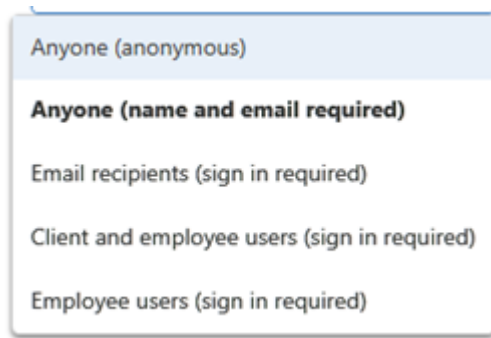 Anyone (anonymous)
Anyone (name and email required)
Email recipients (sign in required)
Client and employee users (sign in required)
Employee users (sign in required)